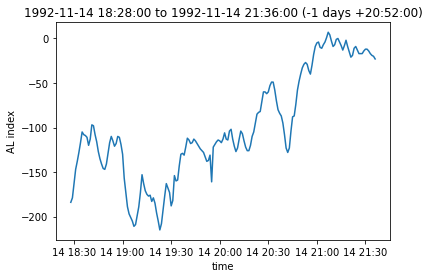 1992-11-14 18:28:00 to 1992-11-14 21:36:00 (-1 days +20:52:00)
0
−50
−100
−150
−200
AL index
14 18:30 14 19:00 14 19:30 14 20:00 14 20:30 14 21:00 14 21:30
time